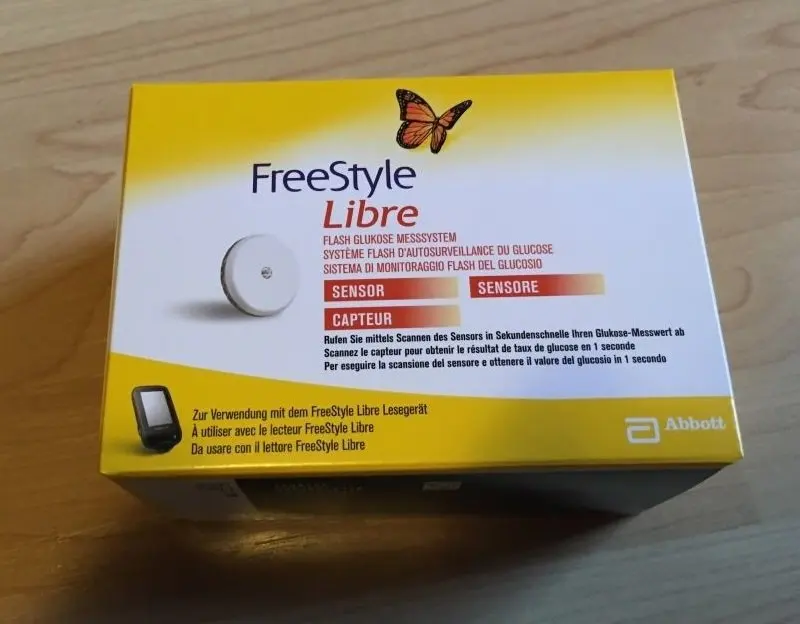 FreeStyle
Libre
FLASH GLUKOSE MESSSYSTEM
SYSTÈME FLASH D'AUTOSURVEILLANCE DU GLUCOSE
SISTEMA DI MONITORAGGIO FLASH DEL GLUCOSIO
SENSOR SENSORE
CAPTEUR
Rufen Sie mittels Scannen des Sensors in Sekundenschnelle Ihren Glukose-Messwert ab
Scannez le capteur pour obtenir le résultat de taux de glucose en 1 seconde
Per eseguire la scansione del sensore e ottenere il valore del glucosio in 1 secondo
Zur Verwendung mit dem FreeStyle Libre Lesegerät
À utiliser avec le lecteur FreeStyle Libre
Da usare con il lettore FreeStyle Libre
Abbott